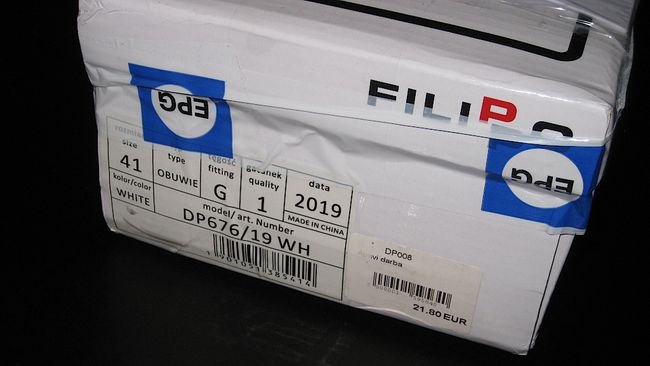 FILIP
EPG
EPG
size
41
type
OBUWIE
fitting
G
gatunek
quality
1
data
2019
MADE IN CHINA
kolor/color
WHITE
model/art. Number
DP676/19 WH
DP008
darba
21.80 EUR